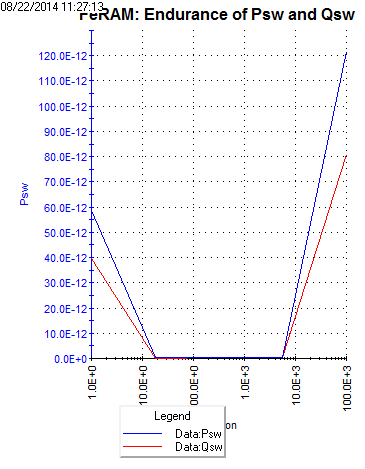 08/22/2014 11:27:13
FeRAM: Endurance of Psw and Qsw
120.0E-12
110.0E-12
100.0E-12
90.0E-12
80.0E-12
70.0E-12
60.0E-12
50.0E-12
40.0E-12
30.0E-12
20.0E-12
10.0E-12
0.0E+0
Psw
1.0E+0
10.0E+0
00.0E+0
1.0E+3
10.0E+3
100.0E+3
on
Legend
Data:Psw
Data:Qsw